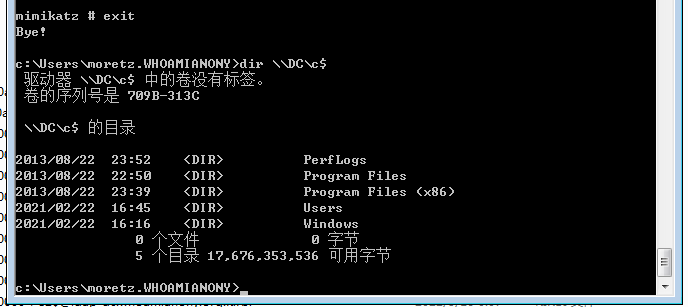 mimikatz # exit
Bye!
c:\Users\moretz.WHOAMIANONY>dir \\DC\c$
驱动器 \\DC\c$ 中的卷没有标签。
卷的序列号是 709B-313C
\\DC\c$ 的目录
2013/08/22  23:52    <DIR>          PerfLogs
2013/08/22  22:50    <DIR>          Program Files
2013/08/22  23:39    <DIR>          Program Files (x86)
2021/02/22  16:45    <DIR>          Users
2021/02/22  16:16    <DIR>          Windows
0 个文件              0 字节
5 个目录 17,676,353,536 可用字节
c:\Users\moretz.WHOAMIANONY>